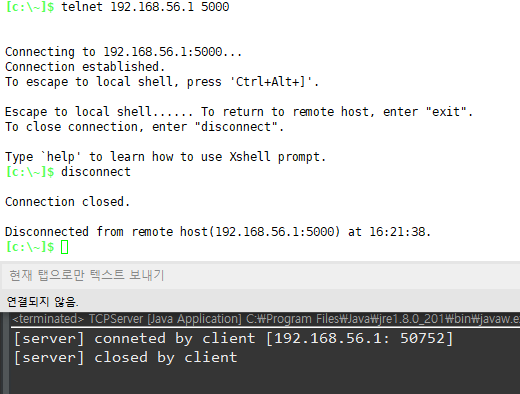 [c:\~]$ telnet 192.168.56.1 5000
Connecting to 192.168.56.1:5000...
Connection established.
To escape to local shell, press 'Ctrl+Alt+]'.
Escape to local shell...... To return to remote host, enter "exit".
To close connection, enter "disconnect".
Type `help' to learn how to use Xshell prompt.
[c:\~]$ disconnect
Connection closed.
Disconnected from remote host(192.168.56.1:5000) at 16:21:38.
[c:\~]$
현재 탭으로만 텍스트 보내기
연결되지 않음.
<terminated> TCPServer [Java Application] C:₩Program Files₩Java₩jre1.8.0_201₩bin₩javaw.e
[server] conneted by client [192.168.56.1: 50752]
[server] closed by client